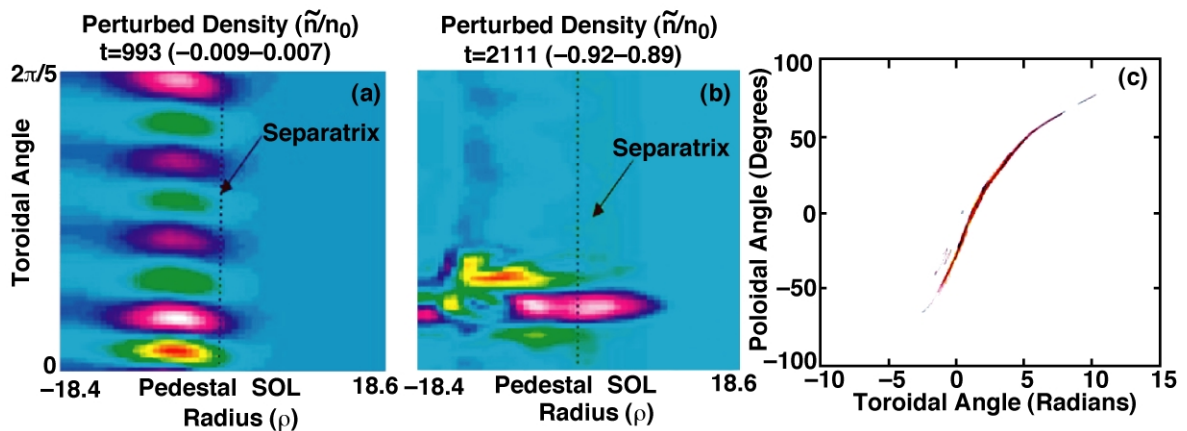 Perturbed Density (ñ/n₀)
t=993 (−0.009–0.007)
2π/5
Toroidal Angle
0
(a)
Separatrix
−18.4 Pedestal SOL 18.6
Radius (ρ)
Perturbed Density (ñ/n₀)
t=2111 (−0.92–0.89)
(b)
Separatrix
−18.4 Pedestal SOL 18.6
Radius (ρ)
Poloidal Angle (Degrees)
100
50
0
−50
−100
(c)
−10 −5 0 5 10 15
Toroidal Angle (Radians)